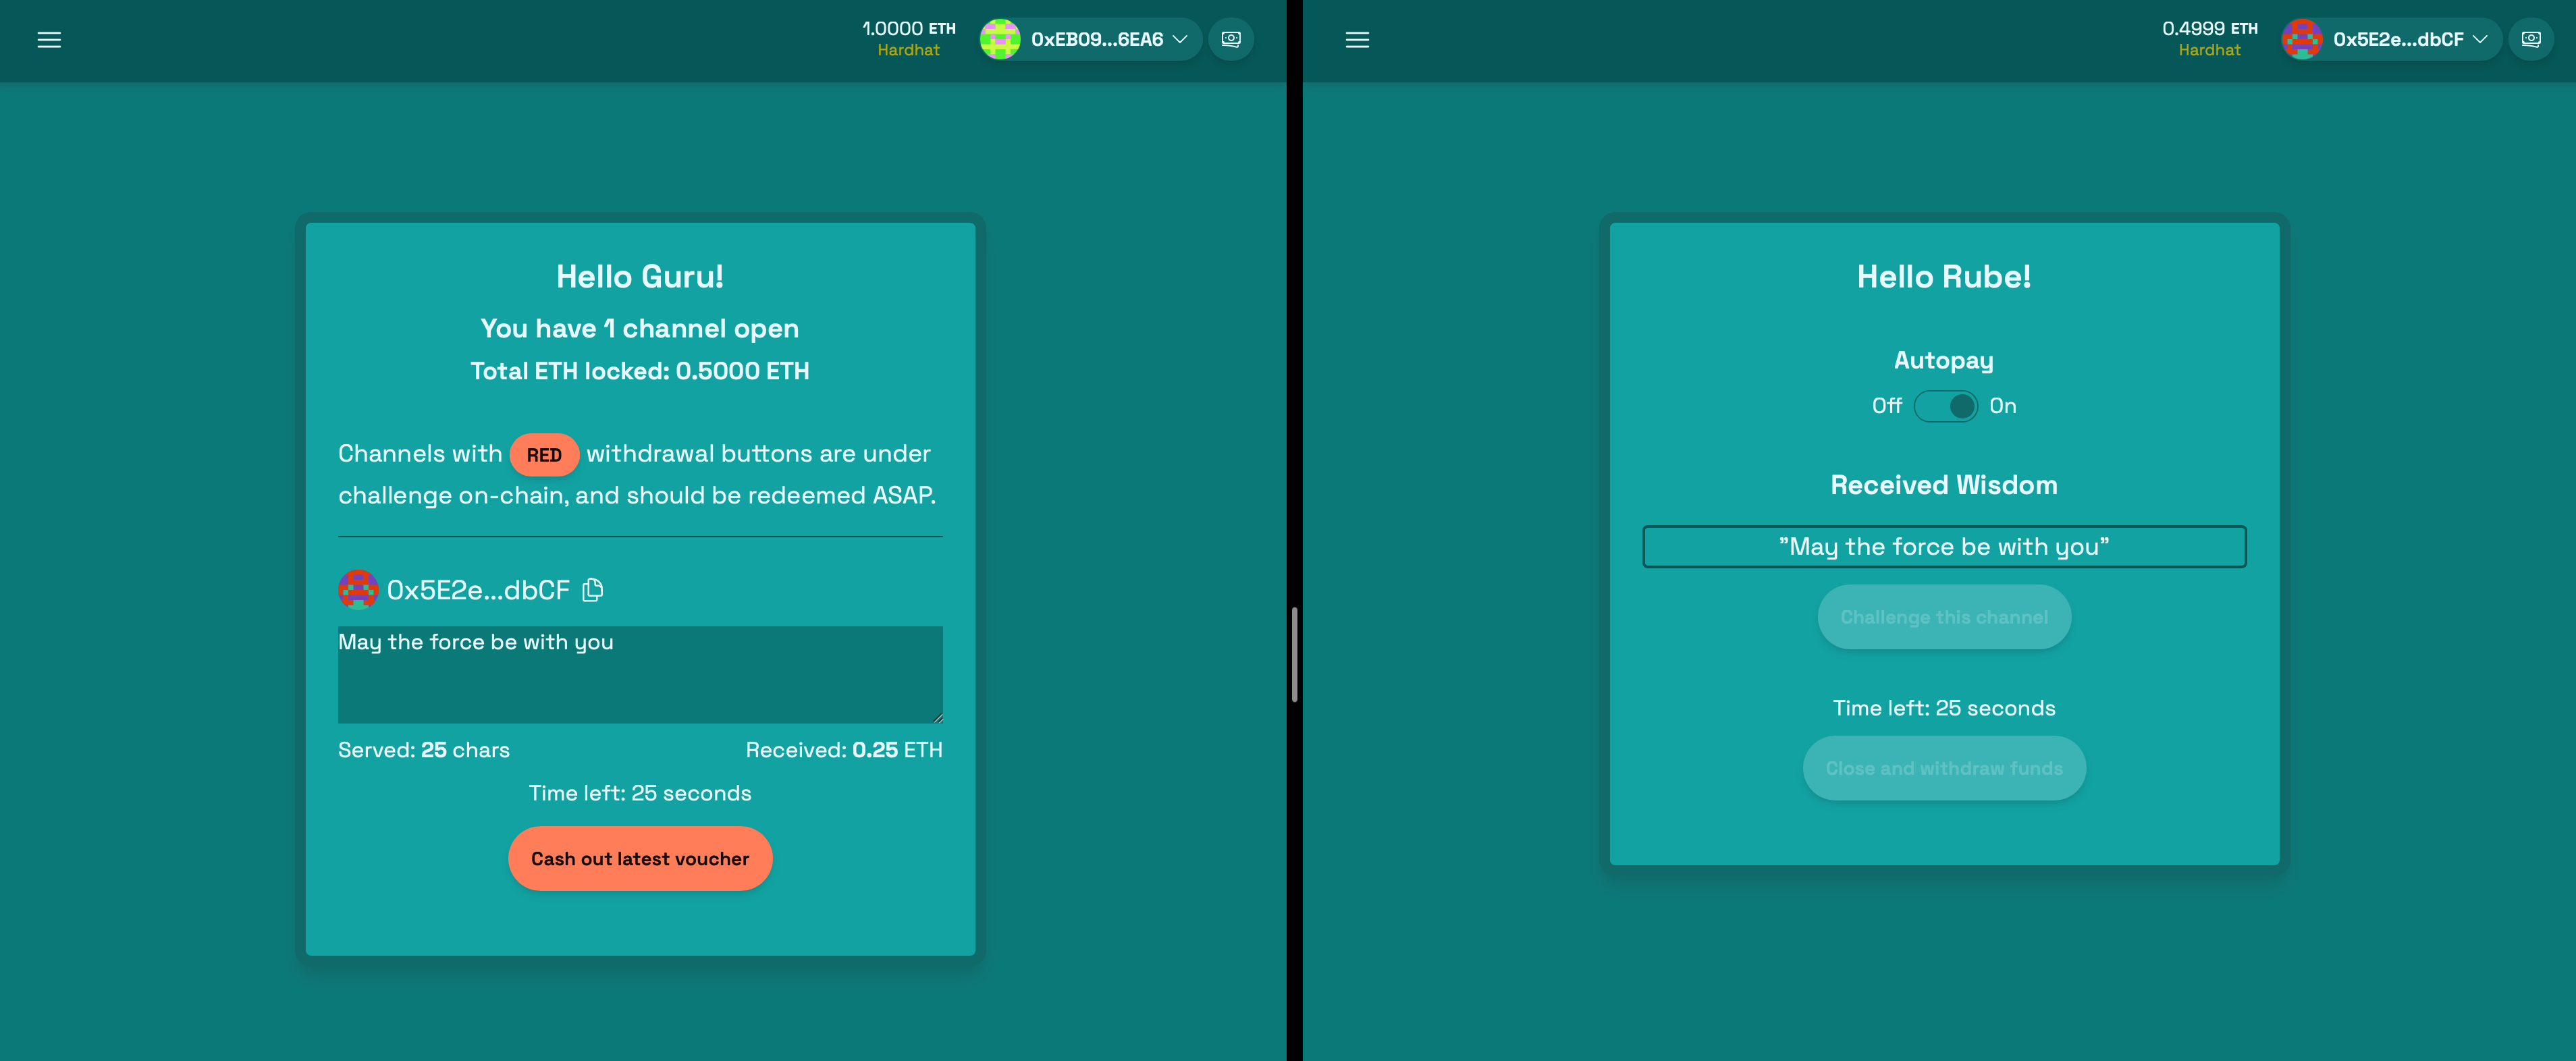 1.0000 ETH
Hardhat
0xEB09...6EA6
Hello Guru!
You have 1 channel open
Total ETH locked: 0.5000 ETH
Channels with RED withdrawal buttons are under
challenge on-chain, and should be redeemed ASAP.
0x5E2e...dbCF
May the force be with you
Served: 25 chars
Received: 0.25 ETH
Time left: 25 seconds
Cash out latest voucher
0.4999 ETH
Hardhat
0x5E2e...dbCF
Hello Rube!
Autopay
Off On
Received Wisdom
"May the force be with you"
Challenge this channel
Time left: 25 seconds
Close and withdraw funds